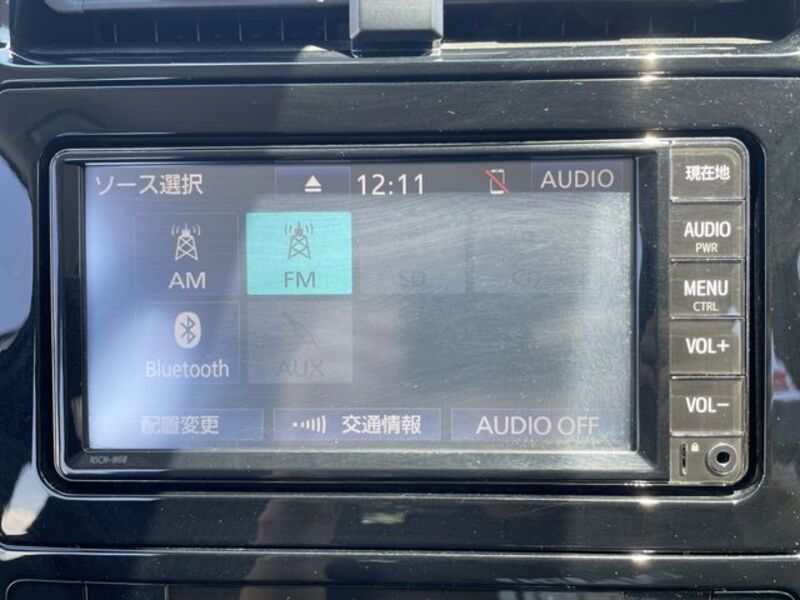 ソース選択 12:11 AUDIO
現在地
AM FM SD
AUDIO
PWR
MENU
CTRL
Bluetooth AUX
VOL+
VOL-
配置変更 交通情報 AUDIO OFF
NSCN-W68